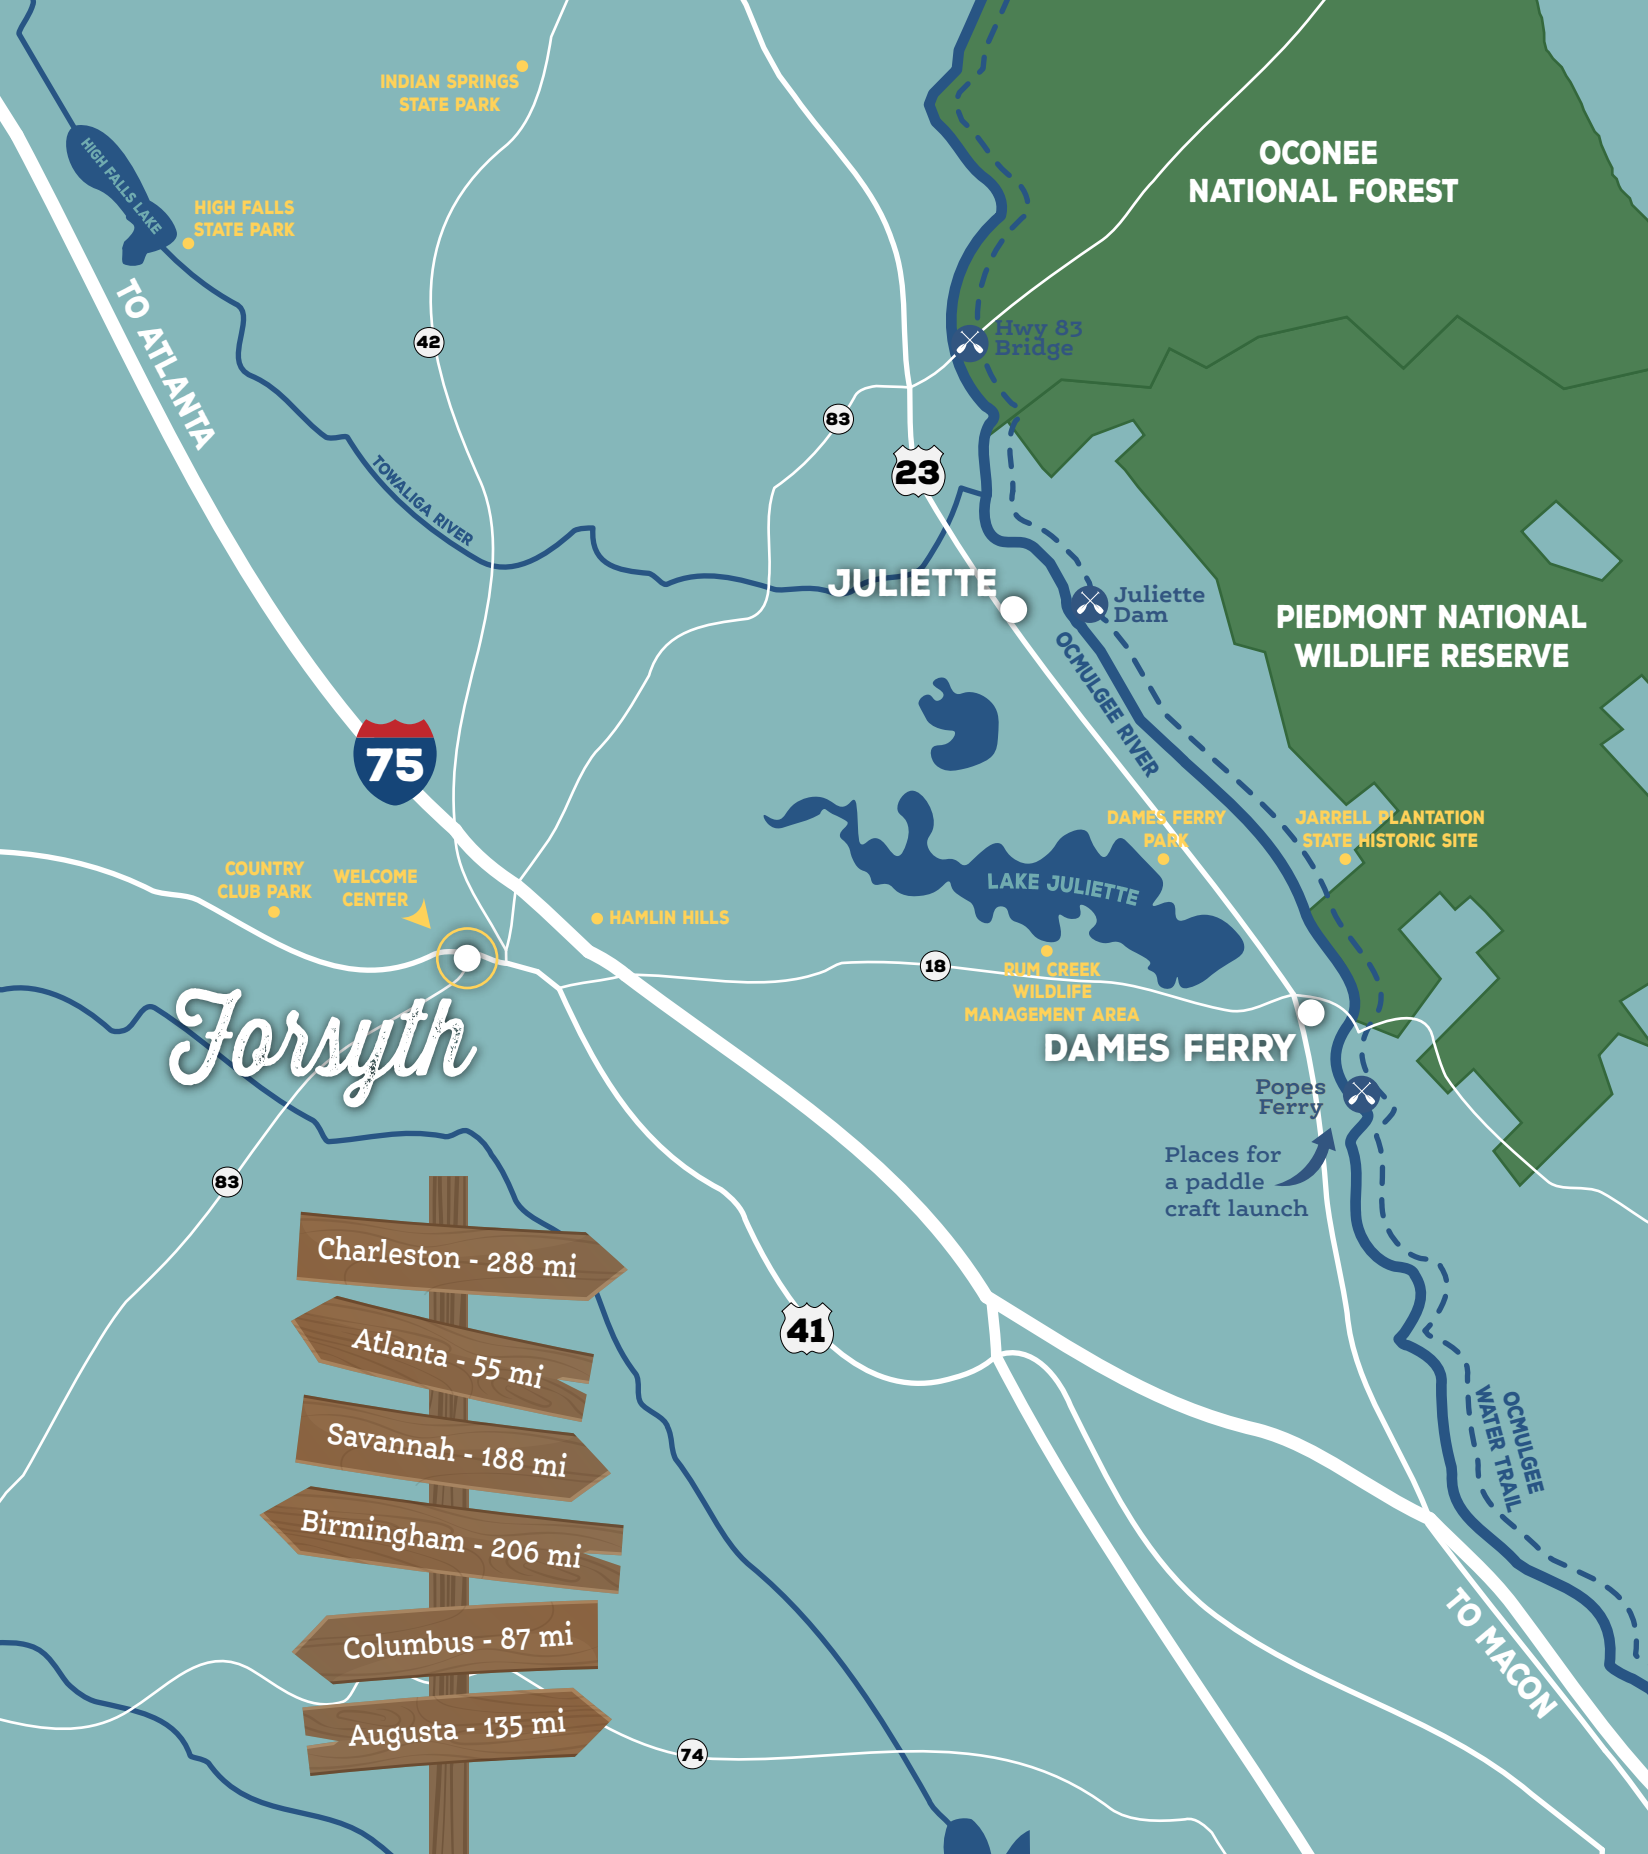 INDIAN SPRINGS
STATE PARK
OCONEE
NATIONAL FOREST
HIGH FALLS LAKE
HIGH FALLS
STATE PARK
TO ATLANTA
42
Hwy 83
Bridge
83
23
TOWALIGA RIVER
JULIETTE
Juliette
Dam
PIEDMONT NATIONAL
WILDLIFE RESERVE
OCMULGEE RIVER
75
DAMES FERRY
PARK
JARRELL PLANTATION
STATE HISTORIC SITE
COUNTRY
CLUB PARK
WELCOME
CENTER
LAKE JULIETTE
HAMLIN HILLS
18
RUM CREEK
WILDLIFE
MANAGEMENT AREA
Forsyth
DAMES FERRY
Popes
Ferry
Places for
a paddle
craft launch
83
Charleston - 288 mi
Atlanta - 55 mi
41
Savannah - 188 mi
OCMULGEE
WATER TRAIL
Birmingham - 206 mi
Columbus - 87 mi
TO MACON
Augusta - 135 mi
74